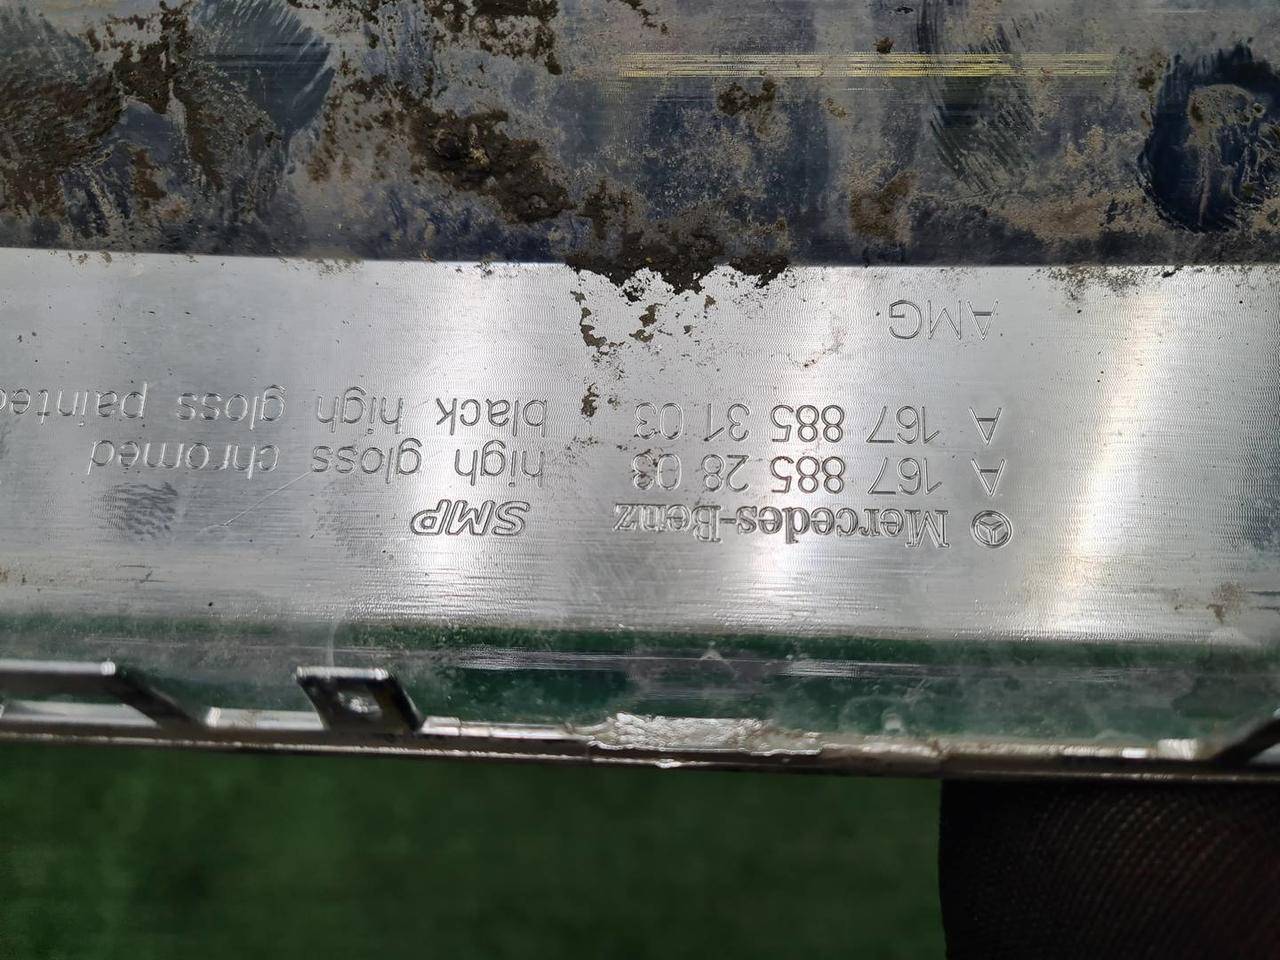 Mercedes-Benz SMP
A 167 885 28 03 high gloss chromed
A 167 885 31 03 black high gloss painted
AMG